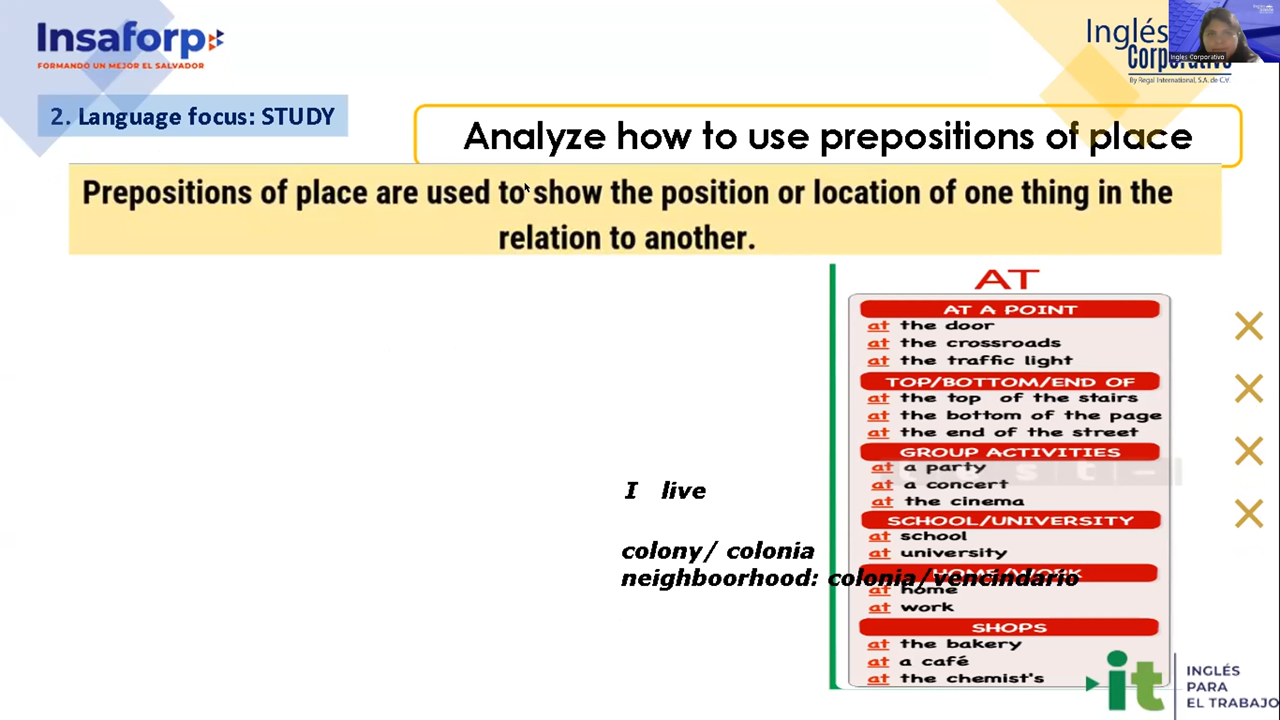 Insaforp
FORMANDO UN MEJOR EL SALVADOR
Inglés
Corporativo
By Regal International, S.A. de C.V.
Ingles Corporativo
2. Language focus: STUDY
Analyze how to use prepositions of place
Prepositions of place are used to show the position or location of one thing in the
relation to another.
AT
AT A POINT
at the door
at the crossroads
at the traffic light
TOP/BOTTOM/END OF
at the top of the stairs
at the bottom of the page
at the end of the street
GROUP ACTIVITIES
at a party
at a concert
at the cinema
SCHOOL/UNIVERSITY
at school
at university
HOME/WORK
at home
at work
SHOPS
at the bakery
at a café
at the chemist's
I live
colony/ colonia
neighboorhood: colonia/vencindario
it
INGLÉS
PARA
EL TRABAJO